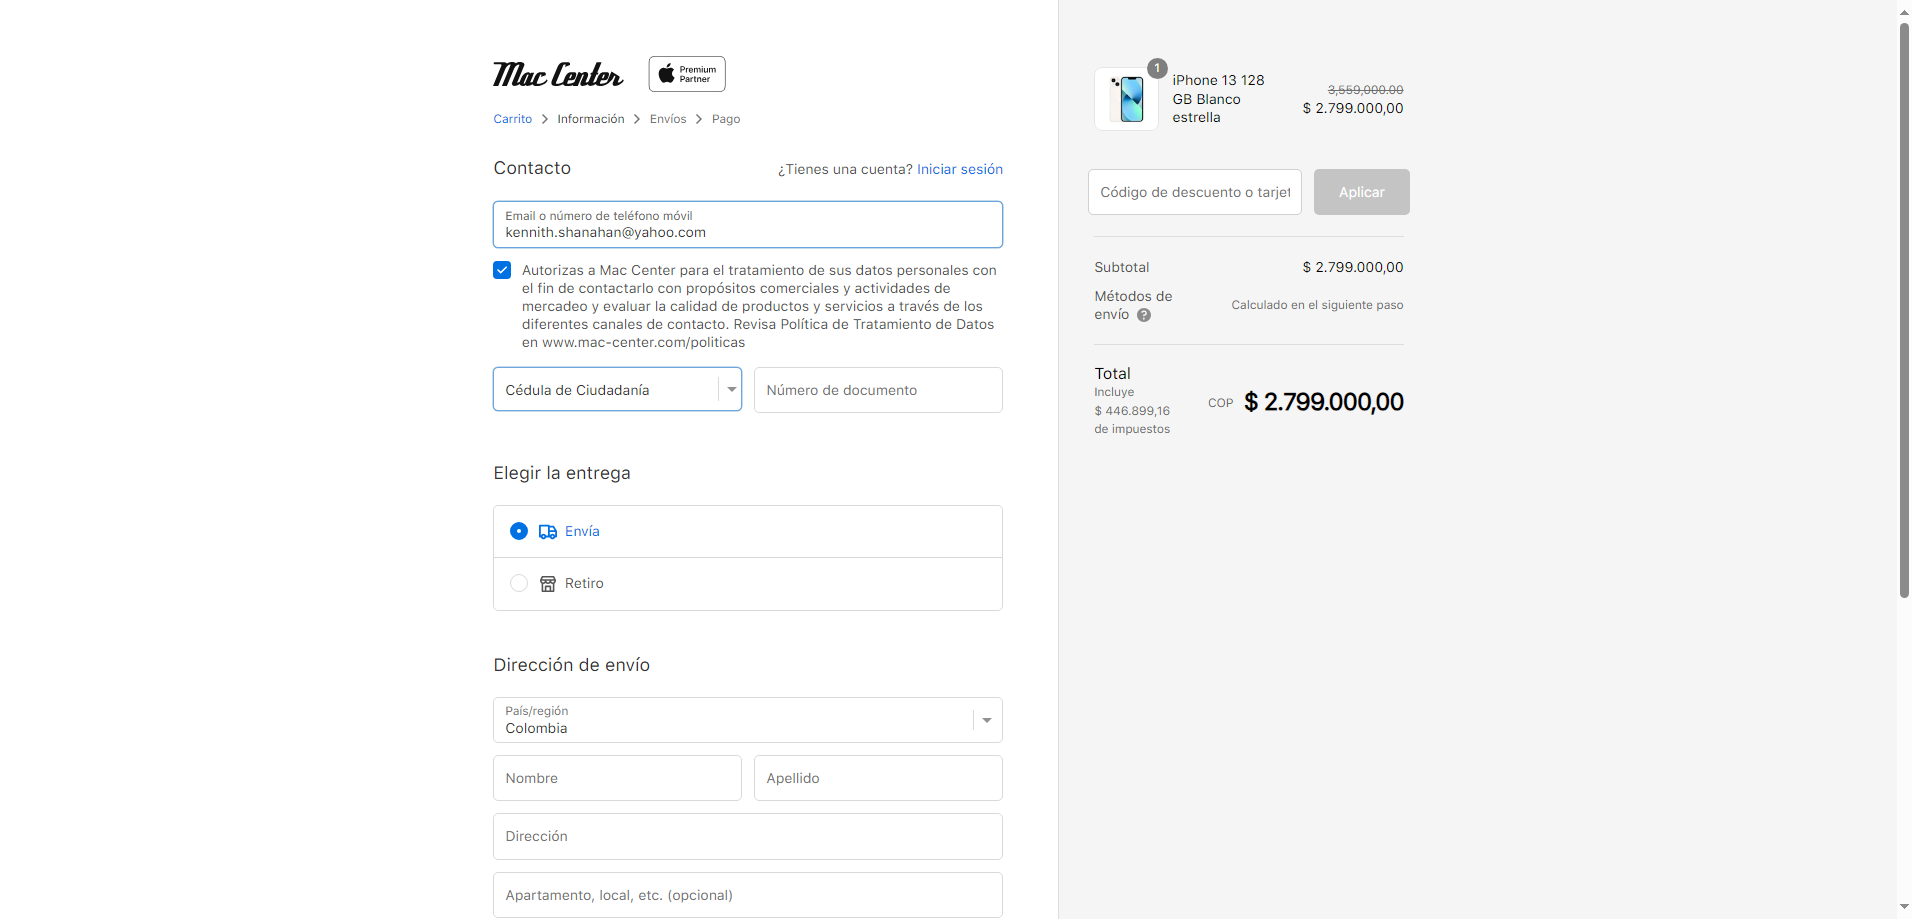 Mac Center
Premium
Partner
Carrito > Información > Envíos > Pago
Contacto
¿Tienes una cuenta? Iniciar sesión
Email o número de teléfono móvil
kennith.shanahan@yahoo.com
Autorizas a Mac Center para el tratamiento de sus datos personales con
el fin de contactarlo con propósitos comerciales y actividades de
mercadeo y evaluar la calidad de productos y servicios a través de los
diferentes canales de contacto. Revisa Política de Tratamiento de Datos
en www.mac-center.com/politicas
Cédula de Ciudadanía
Número de documento
Elegir la entrega
Envía
Retiro
Dirección de envío
País/región
Colombia
Nombre
Apellido
Dirección
Apartamento, local, etc. (opcional)
1
iPhone 13 128
GB Blanco
estrella
3,559,000.00
$ 2.799.000,00
Código de descuento o tarjet
Aplicar
Subtotal
$ 2.799.000,00
Métodos de
envío ?
Calculado en el siguiente paso
Total
Incluye
$ 446.899,16
de impuestos
COP $ 2.799.000,00